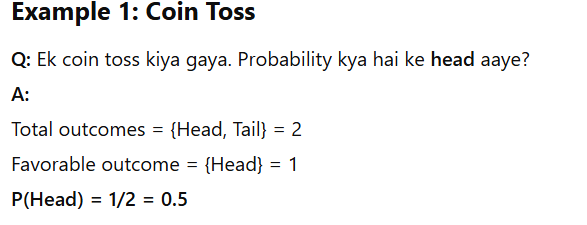 Example 1: Coin Toss
Q: Ek coin toss kiya gaya. Probability kya hai ke head aaye?
A:
Total outcomes = {Head, Tail} = 2
Favorable outcome = {Head} = 1
P(Head) = 1/2 = 0.5